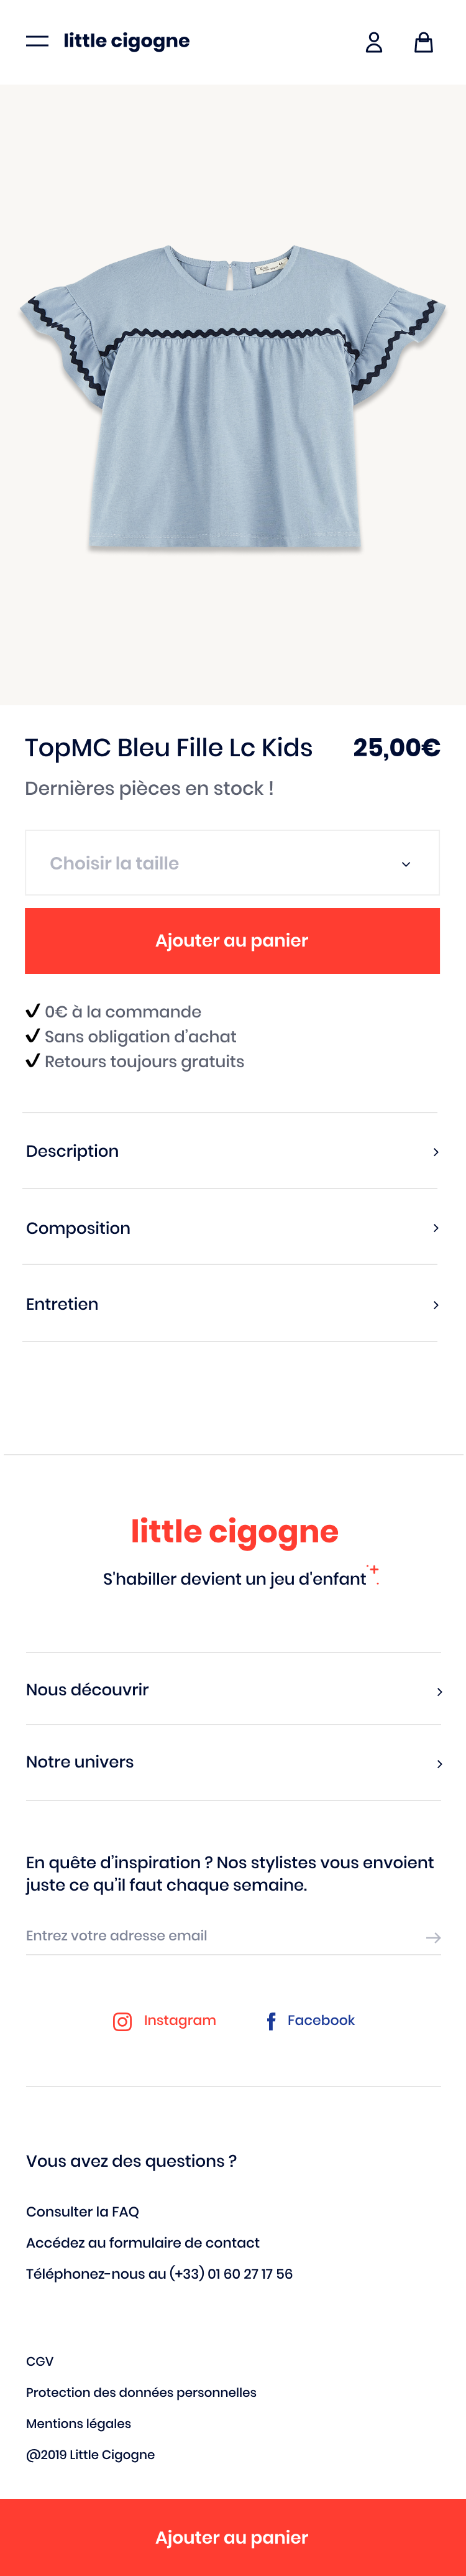 little cigogne
TopMC Bleu Fille Lc Kids 25,00€
Dernières pièces en stock !
Choisir la taille
Ajouter au panier
0€ à la commande
Sans obligation d’achat
Retours toujours gratuits
Description
Composition
Entretien
little cigogne
S'habiller devient un jeu d'enfant
Nous découvrir
Notre univers
En quête d’inspiration ? Nos stylistes vous envoient
juste ce qu’il faut chaque semaine.
Entrez votre adresse email
Instagram Facebook
Vous avez des questions ?
Consulter la FAQ
Accédez au formulaire de contact
Téléphonez-nous au (+33) 01 60 27 17 56
CGV
Protection des données personnelles
Mentions légales
@2019 Little Cigogne
Ajouter au panier